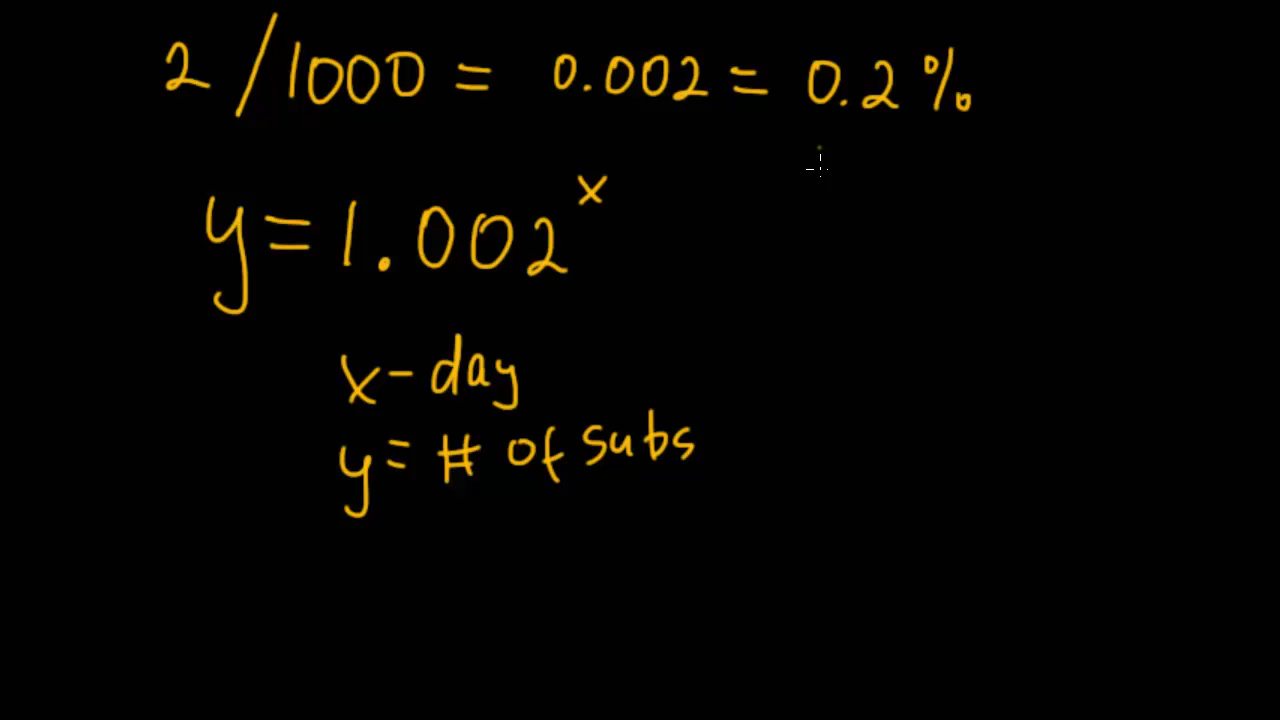 2/1000 = 0.002 = 0.2%
y = 1.002^x
x - day
y = # of subs